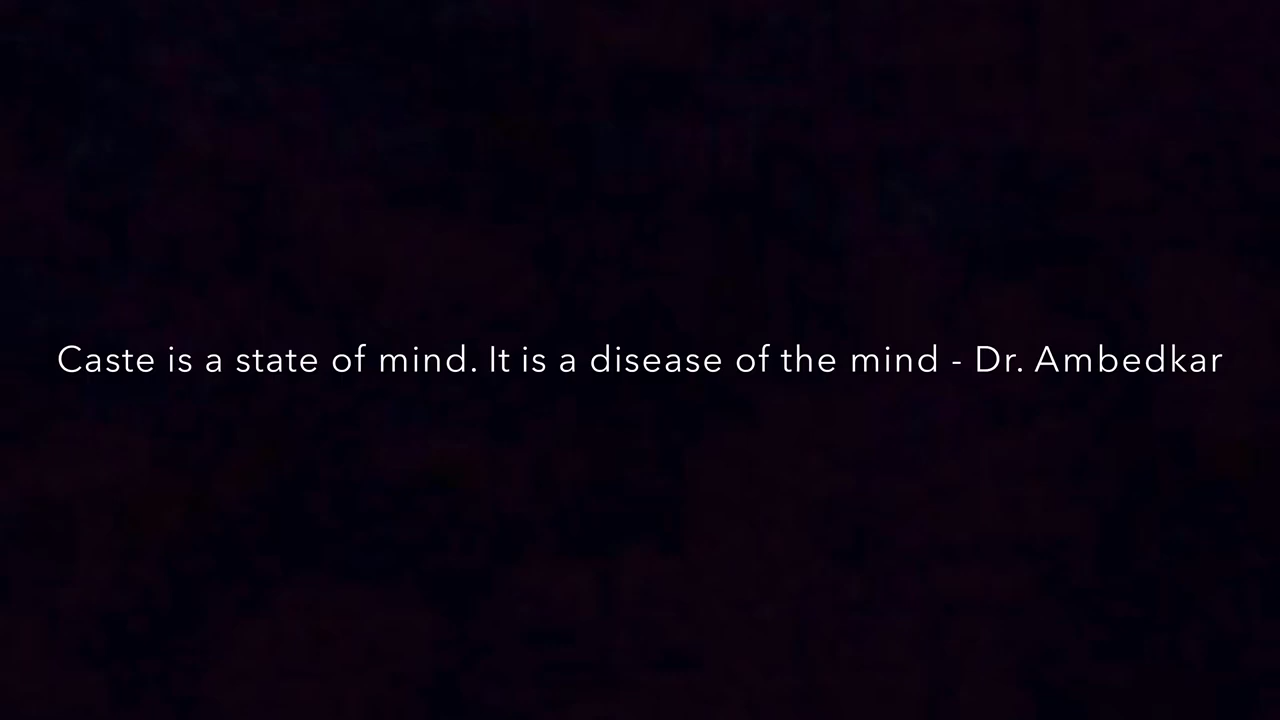 Caste is a state of mind. It is a disease of the mind - Dr. Ambedkar